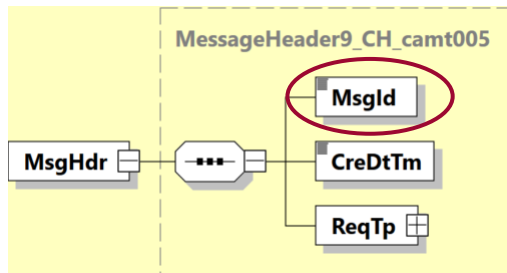 MessageHeader9_CH_camt005
MsgId
MsgHdr
CreDtTm
ReqTp